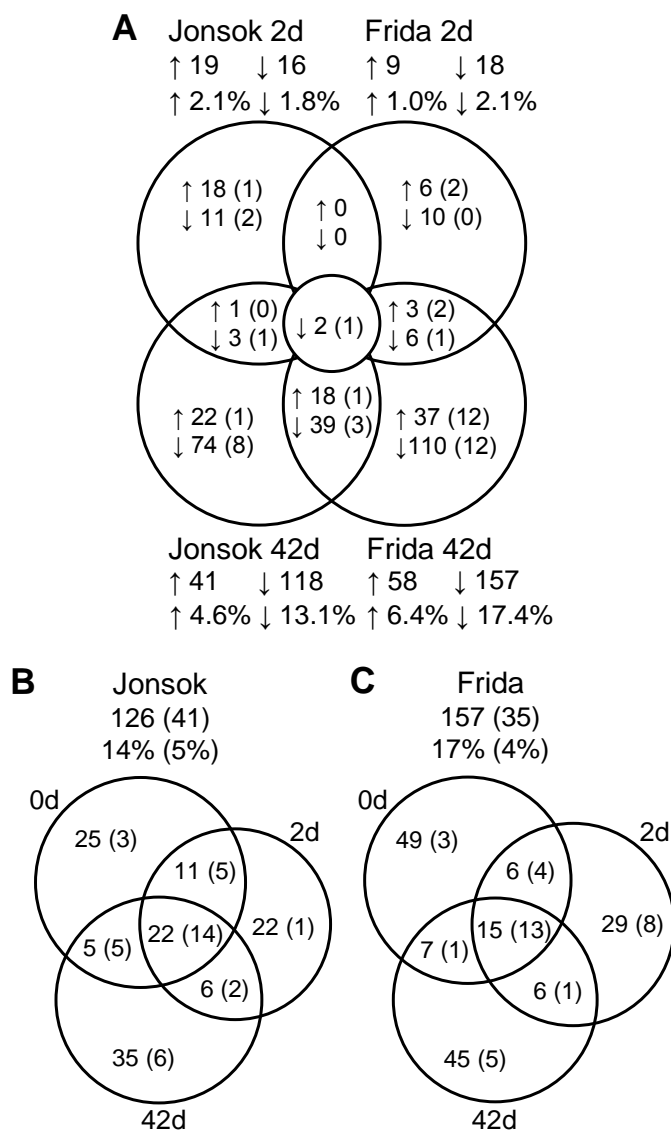 A
Jonsok 2d Frida 2d
↑ 19 ↓ 16 ↑ 9 ↓ 18
↑ 2.1% ↓ 1.8% ↑ 1.0% ↓ 2.1%
↑ 18 (1)
↓ 11 (2)
↑ 0
↓ 0
↑ 6 (2)
↓ 10 (0)
↑ 1 (0)
↓ 3 (1)
↓ 2 (1)
↑ 3 (2)
↓ 6 (1)
↑ 22 (1)
↓ 74 (8)
↑ 18 (1)
↓ 39 (3)
↑ 37 (12)
↓110 (12)
Jonsok 42d Frida 42d
↑ 41 ↓ 118 ↑ 58 ↓ 157
↑ 4.6% ↓ 13.1% ↑ 6.4% ↓ 17.4%
B
Jonsok
126 (41)
14% (5%)
0d
2d
25 (3)
11 (5)
22 (14)
22 (1)
5 (5)
6 (2)
35 (6)
42d
C
Frida
157 (35)
17% (4%)
0d
2d
49 (3)
6 (4)
15 (13)
29 (8)
7 (1)
6 (1)
45 (5)
42d